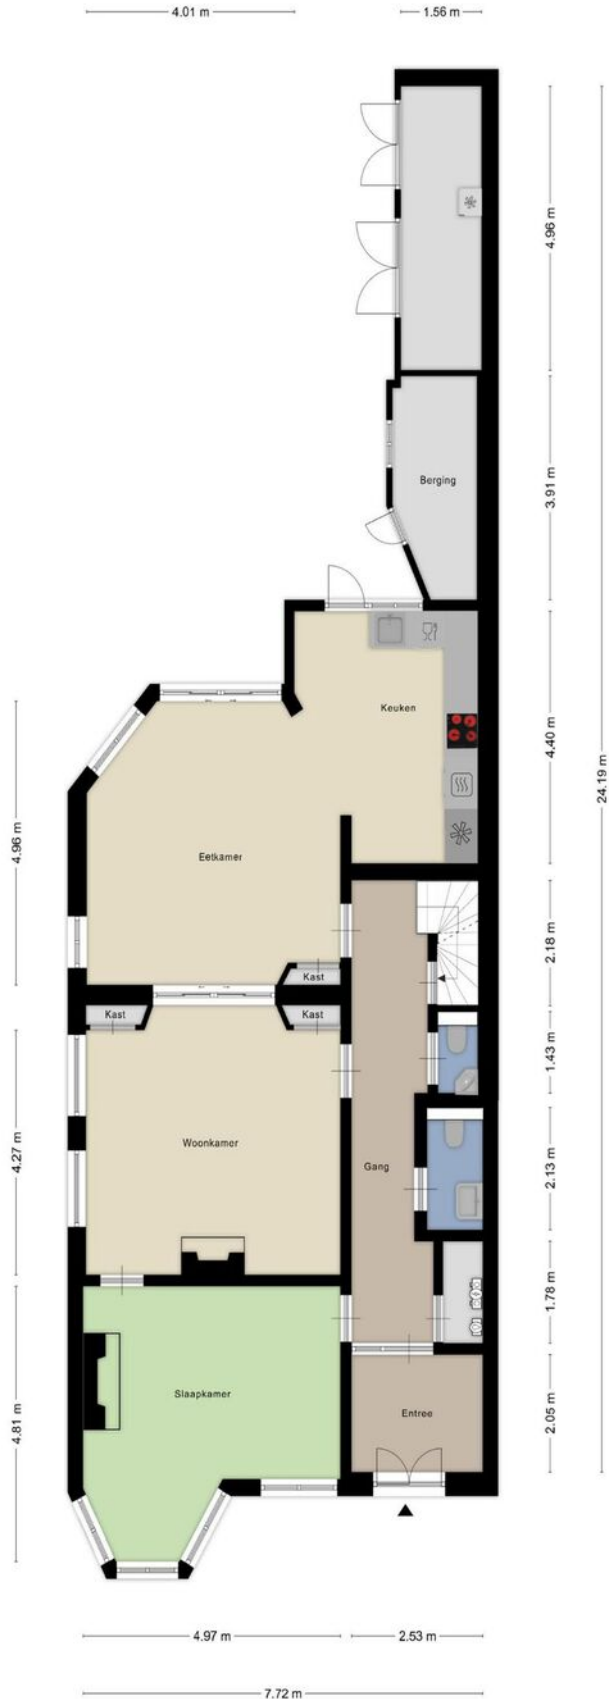 4.01 m
1.56 m
4.96 m
24.19 m
Berging
3.91 m
Keuken
4.40 m
4.96 m
Eetkamer
2.18 m
Kast
Kast
Kast
1.43 m
4.27 m
Woonkamer
Gang
2.13 m
1.78 m
4.81 m
Slaapkamer
Entree
2.05 m
4.97 m
2.53 m
7.72 m